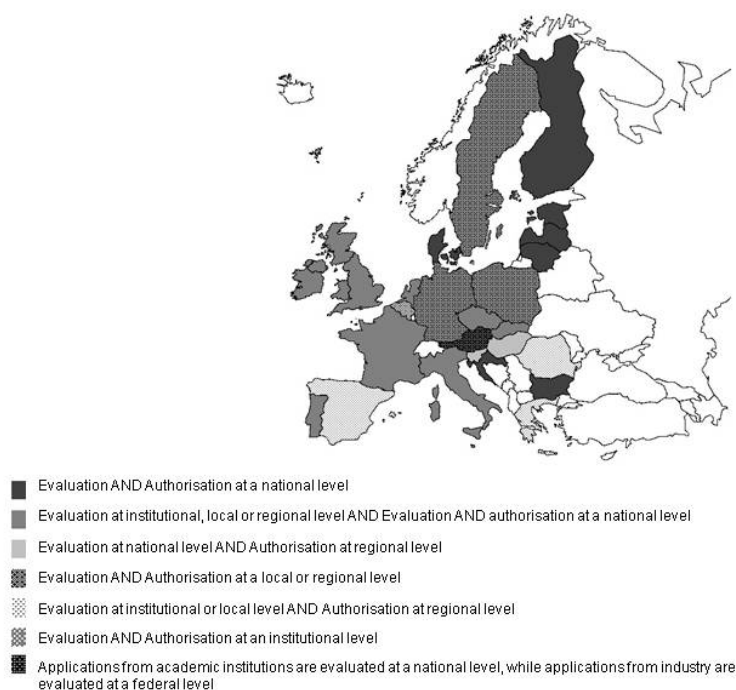 Evaluation AND Authorisation at a national level
Evaluation at institutional, local or regional level AND Evaluation AND authorisation at a national level
Evaluation at national level AND Authorisation at regional level
Evaluation AND Authorisation at a local or regional level
Evaluation at institutional or local level AND Authorisation at regional level
Evaluation AND Authorisation at an institutional level
Applications from academic institutions are evaluated at a national level, while applications from industry are
evaluated at a federal level